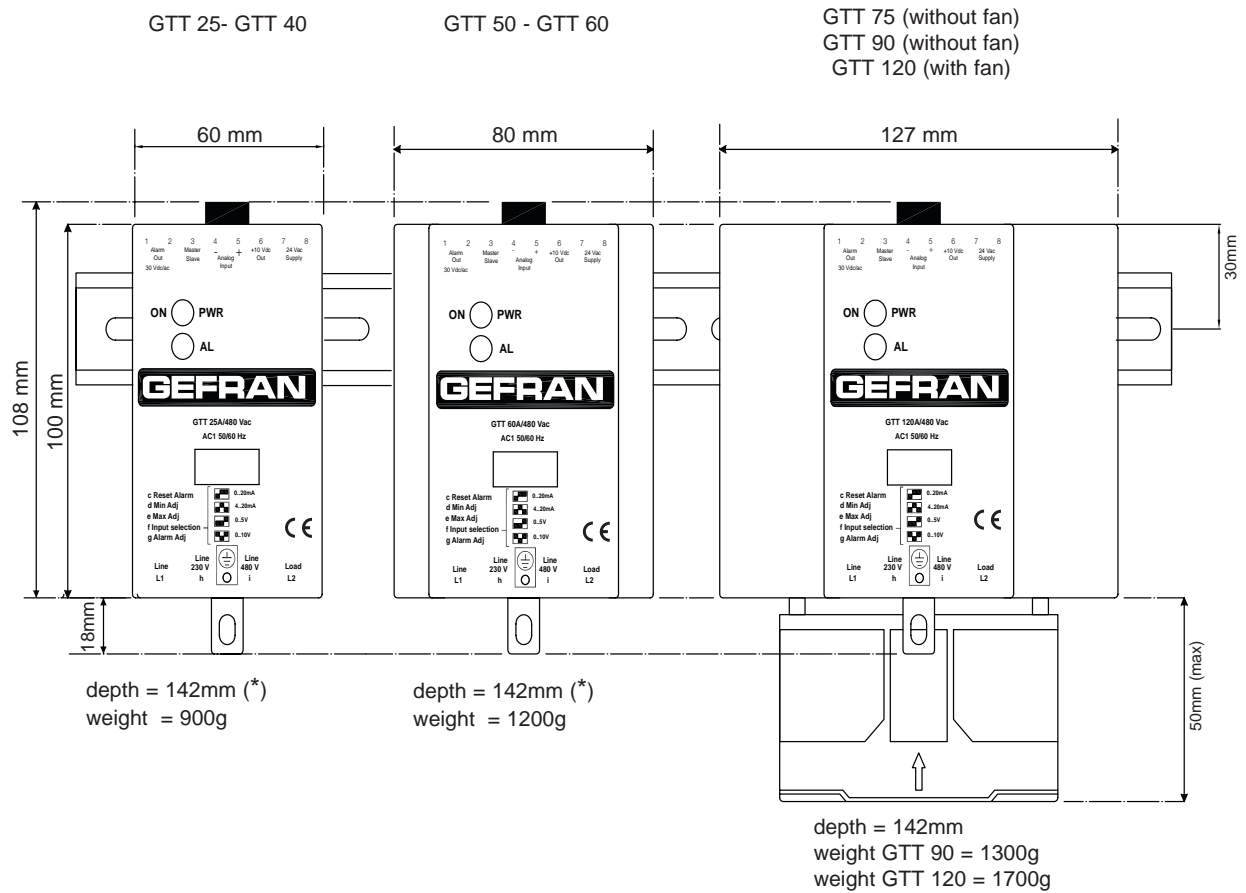 GTT 25- GTT 40
GTT 50 - GTT 60
GTT 75 (without fan)
GTT 90 (without fan)
GTT 120 (with fan)
60 mm
80 mm
127 mm
108 mm
100 mm
18mm
30mm
50mm (max)
1 2 3 4 5 6 7 8
Alarm Out Master Slave - + Analog Input +10 Vdc Out 24 Vac Supply
30 Vdc/ac
ON PWR
AL
GEFRAN
GTT 25A/480 Vac
AC1 50/60 Hz
c Reset Alarm 0..20mA
d Min Adj 4..20mA
e Max Adj 0..5V
f Input selection
g Alarm Adj 0..10V
CE
Line L1 Line 230 V h Line 480 V i Load L2
depth = 142mm (*)
weight = 900g
1 2 3 4 5 6 7 8
Alarm Out Master Slave - + Analog Input +10 Vdc Out 24 Vac Supply
30 Vdc/ac
ON PWR
AL
GEFRAN
GTT 60A/480 Vac
AC1 50/60 Hz
c Reset Alarm 0..20mA
d Min Adj 4..20mA
e Max Adj 0..5V
f Input selection
g Alarm Adj 0..10V
CE
Line L1 Line 230 V h Line 480 V i Load L2
depth = 142mm (*)
weight = 1200g
1 2 3 4 5 6 7 8
Alarm Out Master Slave - + Analog Input +10 Vdc Out 24 Vac Supply
30 Vdc/ac
ON PWR
AL
GEFRAN
GTT 120A/480 Vac
AC1 50/60 Hz
c Reset Alarm 0..20mA
d Min Adj 4..20mA
e Max Adj 0..5V
f Input selection
g Alarm Adj 0..10V
CE
Line L1 Line 230 V h Line 480 V i Load L2
depth = 142mm
weight GTT 90 = 1300g
weight GTT 120 = 1700g